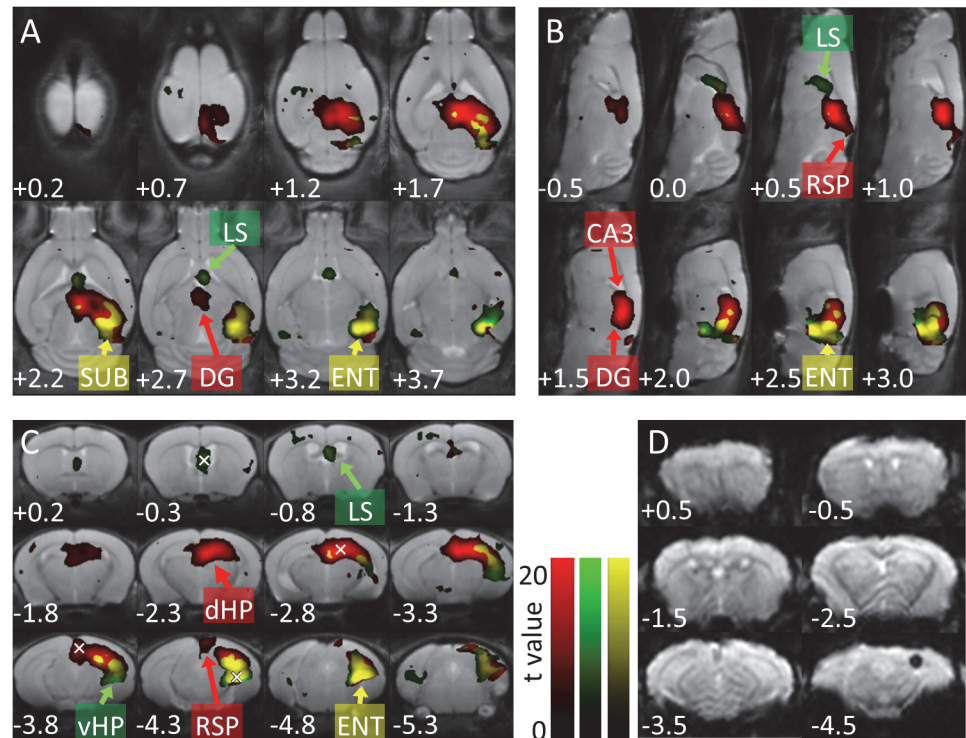 A
+0.2
+0.7
+1.2
+1.7
LS
+2.2
SUB
+2.7
DG
+3.2
ENT
+3.7
B
LS
-0.5
0.0
+0.5
RSP
+1.0
CA3
+1.5
DG
+2.0
+2.5
ENT
+3.0
C
+0.2
-0.3
-0.8
LS
-1.3
-1.8
-2.3
dHP
-2.8
-3.3
-3.8
vHP
-4.3
RSP
-4.8
ENT
-5.3
20
t value
0
D
+0.5
-0.5
-1.5
-2.5
-3.5
-4.5